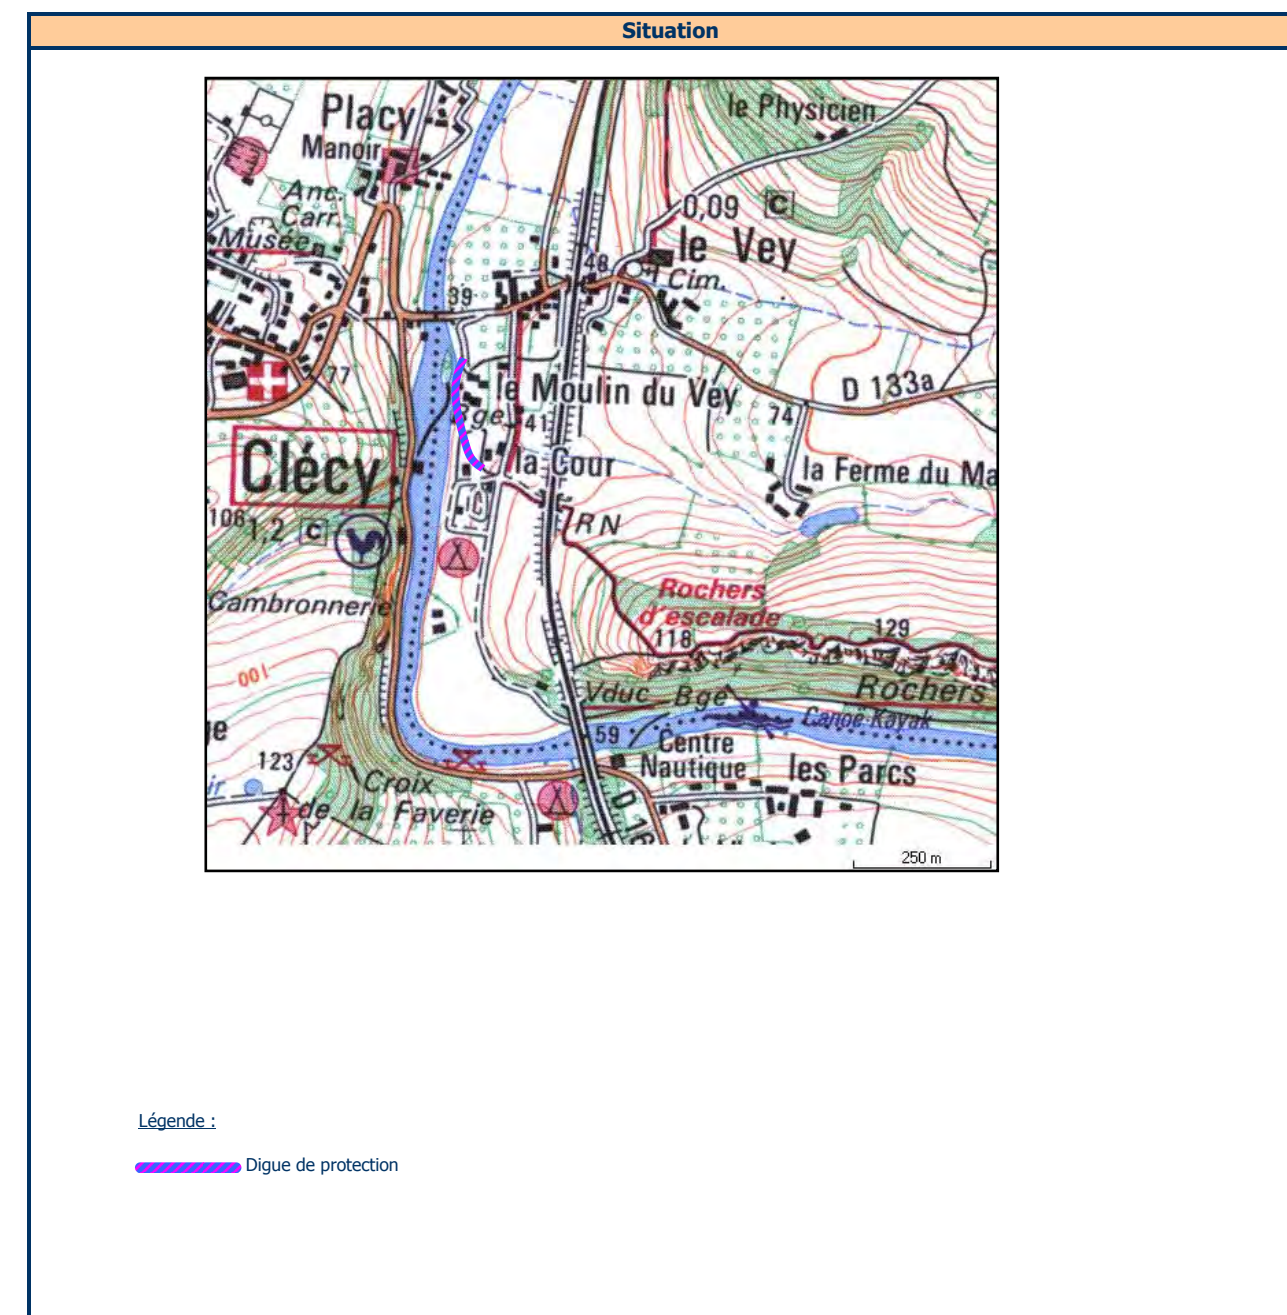 Situation
Placy
Manoir
le Physicien
Anc.
Carr.
Musée
0,09 C
le Vey
48
Cim.
39
77
le Moulin du Vey
D 133a
Bge
41
74
Clécy
la Cour
la Ferme du Ma
106
1,2 C
RN
Cambronnerie
Rochers
d'escalade
118
129
100
Vduc
Bge
Rochers
Canoë-Kayak
59
Centre
Nautique
les Parcs
123
Croix
de la Faverie
250 m
Légende :
Digue de protection